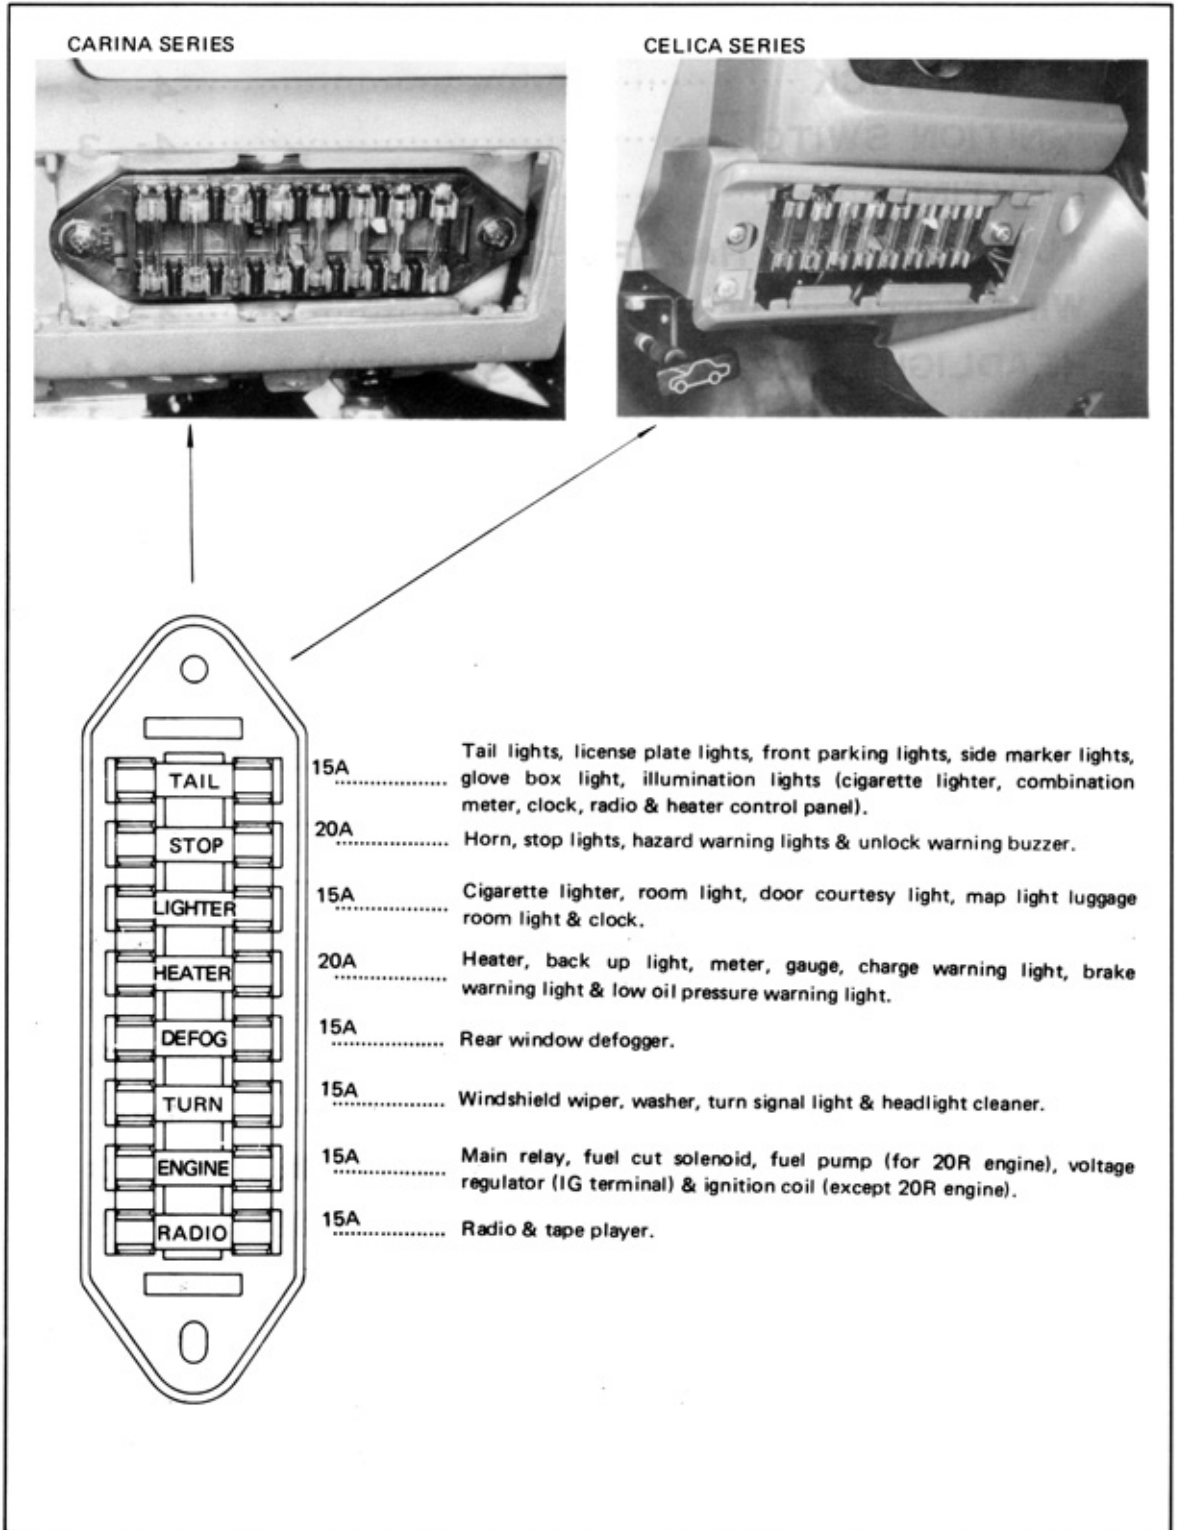 CARINA SERIES
CELICA SERIES
TAIL
15A
Tail lights, license plate lights, front parking lights, side marker lights,
glove box light, illumination lights (cigarette lighter, combination
meter, clock, radio & heater control panel).
STOP
20A
Horn, stop lights, hazard warning lights & unlock warning buzzer.
LIGHTER
15A
Cigarette lighter, room light, door courtesy light, map light luggage
room light & clock.
HEATER
20A
Heater, back up light, meter, gauge, charge warning light, brake
warning light & low oil pressure warning light.
DEFOG
15A
Rear window defogger.
TURN
15A
Windshield wiper, washer, turn signal light & headlight cleaner.
ENGINE
15A
Main relay, fuel cut solenoid, fuel pump (for 20R engine), voltage
regulator (IG terminal) & ignition coil (except 20R engine).
RADIO
15A
Radio & tape player.